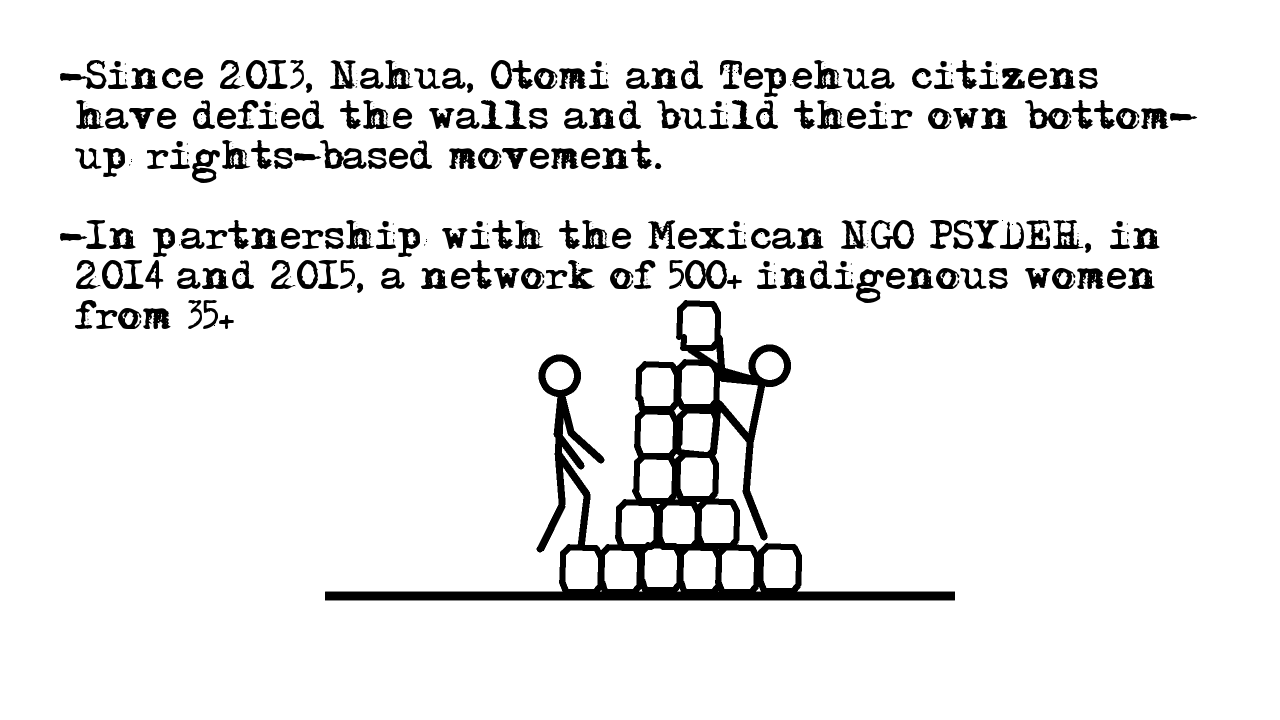 -Since 2013, Nahua, Otomi and Tepehua citizens
have defied the walls and build their own bottom-
up rights-based movement.
-In partnership with the Mexican NGO PSYDEH, in
2014 and 2015, a network of 500+ indigenous women
from 35+